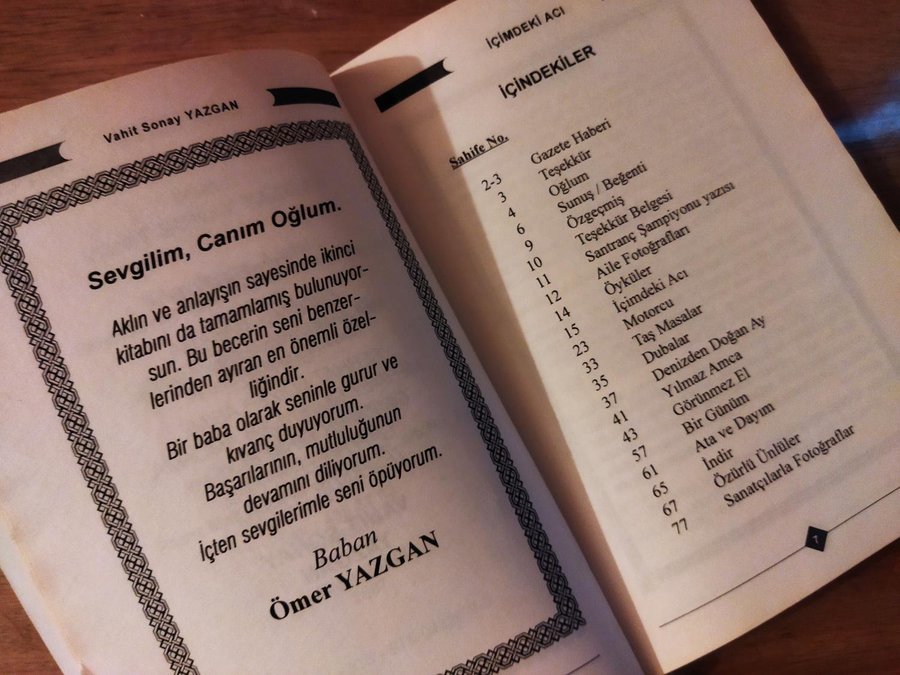 Vahit Sonay YAZGAN
Sevgilim, Canım Oğlum.
Aklın ve anlayışın sayesinde ikinci
kitabını da tamamlamış bulunuyor-
sun. Bu becerin seni benzer-
lerinden ayıran en önemli özel-
liğindir.
Bir baba olarak seninle gurur ve
kıvanç duyuyorum.
Başarılarının, mutluluğunun
devamını diliyorum.
İçten sevgilerimle seni öpüyorum.
Baban
Ömer YAZGAN
İÇİMDEKİ ACI
İÇİNDEKİLER
Sahife No.
2-3 Gazete Haberi
3 Teşekkür
4 Oğlum
6 Sunuş / Beğenti
9 Özgeçmiş
10 Teşekkür Belgesi
11 Santranç Şampiyonu yazısı
12 Aile Fotoğrafları
14 Öyküler
15 İçimdeki Acı
23 Motorcu
33 Taş Masalar
35 Dubalar
37 Denizden Doğan Ay
41 Yılmaz Amca
43 Görünmez El
57 Bir Günüm
61 Ata ve Dayım
65 İndir
67 Özürlü Ünlüler
77 Sanatçılarla Fotoğraflar